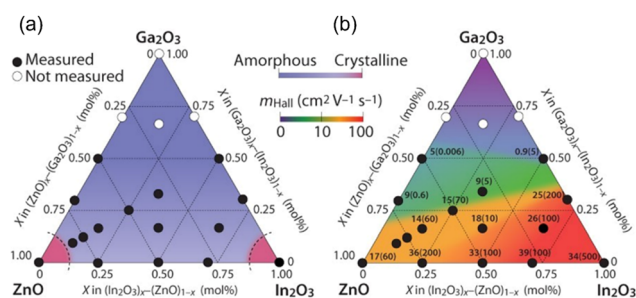 (a)
Ga₂O₃
0 1.00
Measured
Not measured
Amorphous Crystalline
m_Hall (cm² V⁻¹ s⁻¹)
0 10 100
0.25 0.75
0.50 0.50
0.75 0.25
1.00 0
X in (ZnO)x–(Ga₂O₃)1−x (mol%)
X in (Ga₂O₃)x–(In₂O₃)1−x (mol%)
0 0.25 0.50 0.75 1.00
ZnO In₂O₃
X in (In₂O₃)x–(ZnO)1−x (mol%)
(b)
Ga₂O₃
0 1.00
0.25 0.75
0.50 5(0.006) 0.9(5) 0.50
9(5)
0.75 9(0.6) 15(70) 25(200) 0.25
14(60) 18(10) 26(100)
1.00 17(60) 36(200) 33(100) 39(100) 34(500) 0
X in (ZnO)x–(Ga₂O₃)1−x (mol%)
X in (Ga₂O₃)x–(In₂O₃)1−x (mol%)
0 0.25 0.50 0.75 1.00
ZnO In₂O₃
X in (In₂O₃)x–(ZnO)1−x (mol%)